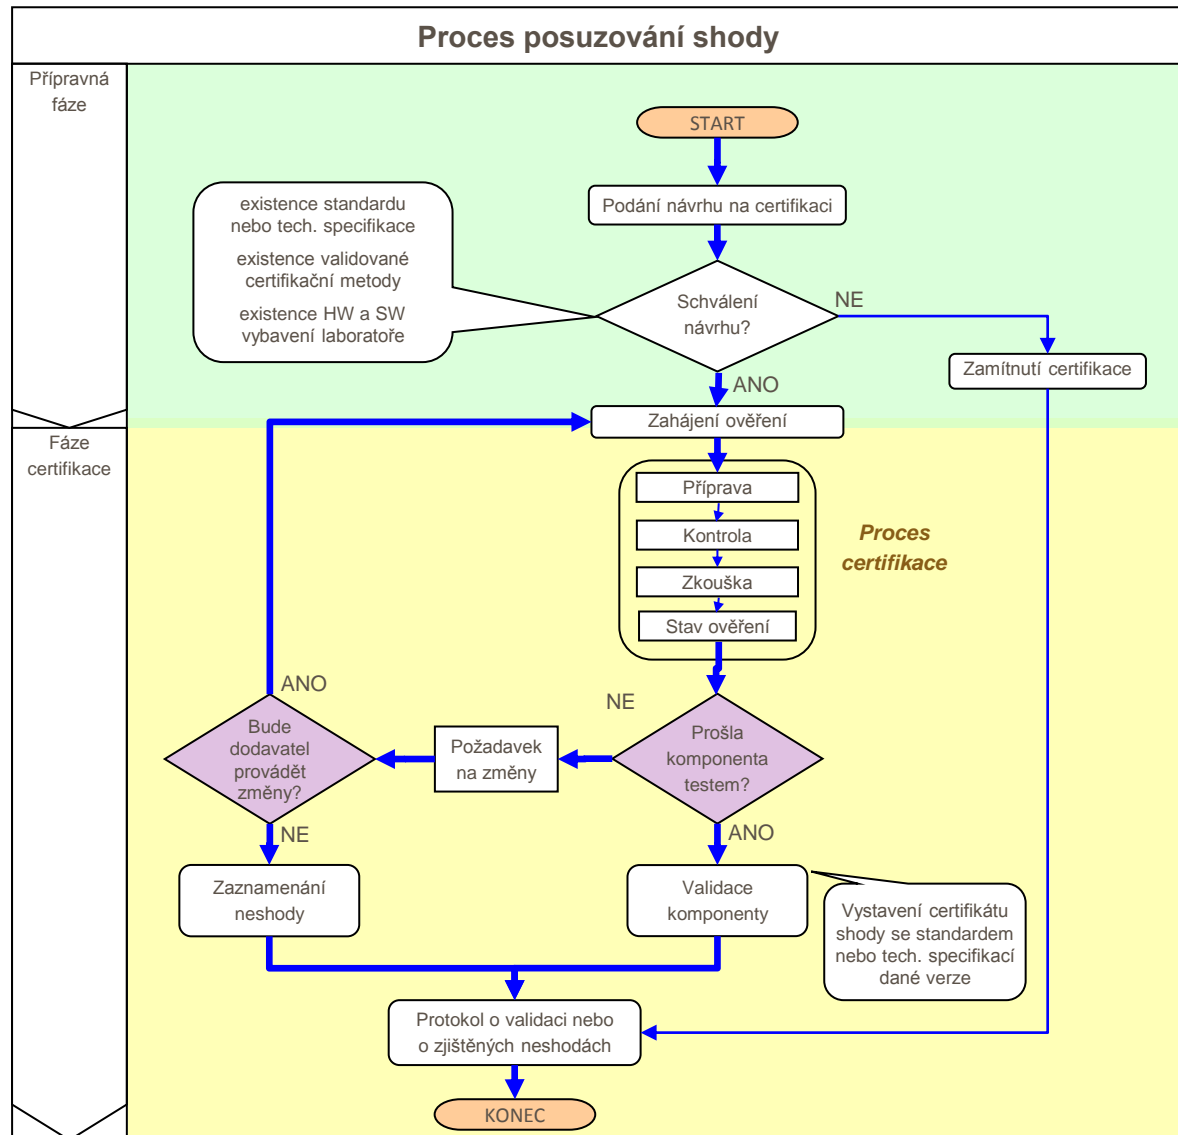 Proces posuzování shody
Přípravná
fáze
START
Podání návrhu na certifikaci
existence standardu
nebo tech. specifikace
existence validované
certifikační metody
existence HW a SW
vybavení laboratoře
Schválení
návrhu?
NE
Zamítnutí certifikace
ANO
Zahájení ověření
Fáze
certifikace
Příprava
Kontrola
Zkouška
Stav ověření
Proces
certifikace
ANO
NE
Bude
dodavatel
provádět
změny?
Požadavek
na změny
Prošla
komponenta
testem?
NE
ANO
Zaznamenání
neshody
Validace
komponenty
Vystavení certifikátu
shody se standardem
nebo tech. specifikací
dané verze
Protokol o validaci nebo
o zjištěných neshodách
KONEC